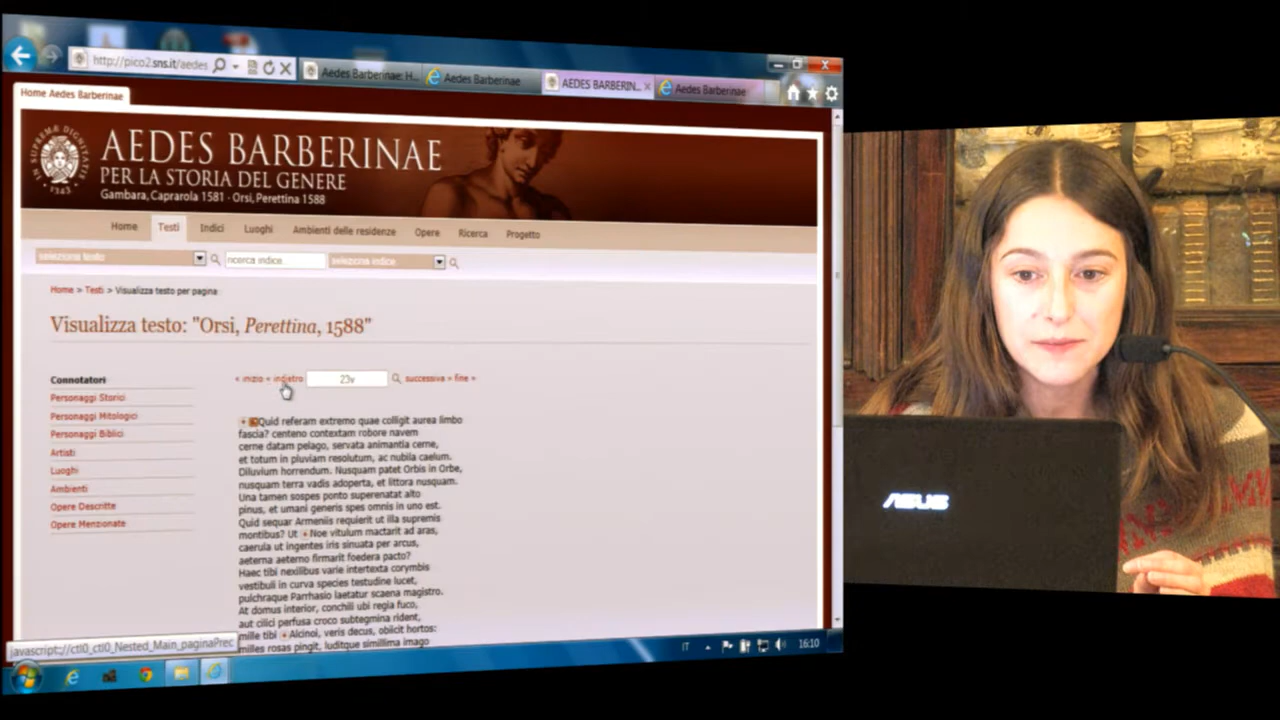 http://pico2.sns.it/aedes
Aedes Barberinae: H...
Aedes Barberinae
AEDES BARBERIN...
Aedes Barberinae
Home Aedes Barberinae
IN SUPREMÆ DIGNITATIS
1343
AEDES BARBERINAE
PER LA STORIA DEL GENERE
Gambara, Caprarola 1581 - Orsi, Perettina 1588
Home Testi Indici Luoghi Ambienti delle residenze Opere Ricerca Progetto
seleziona testo
ricerca indice
seleziona indice
Home > Testi > Visualizza testo per pagina
Visualizza testo: "Orsi, Perettina, 1588"
« inizio « indietro 23v successiva » fine »
Connotatori
Personaggi Storici
Personaggi Mitologici
Personaggi Biblici
Artisti
Luoghi
Ambienti
Opere Descritte
Opere Menzionate
Quid referam extremo quae colligit aurea limbo
fascia? centeno contextam robore navem
cerne datam pelago, servata animantia cerne,
et totum in pluviam resolutum, ac nubila caelum.
Diluvium horrendum. Nusquam patet Orbis in Orbe,
nusquam terra vadis adoperta, et littora nusquam.
Una tamen sospes ponto superenatat alto
pinus, et umani generis spes omnis in uno est.
Quid sequar Armeniis requierit ut illa supremis
montibus? Ut Noe vitulum mactarit ad aras,
caerula ut ingentes iris sinuata per arcus,
aeterna aeterno firmarit foedera pacto?
Haec tibi nexilibus varie intertexta corymbis
vestibuli in curva species testudine lucet,
pulchraque Parrhasio laetatur scaena magistro.
At domus interior, conchili ubi regia fuco,
aut cilici perfusa croco subtegmina rident,
mille tibi Alcinoi, veris decus, obiicit hortos:
milles rosas pingit, luditque simillima imago
javascript://ctl0_ctl0_Nested_Main_paginaPrec
IT
16:10
ASUS